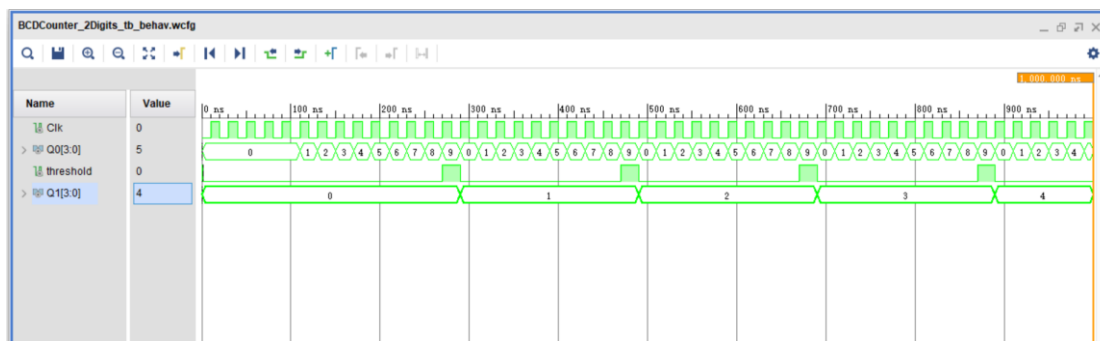 BCDCounter_2Digits_tb_behav.wcfg
1,000.000 ns
Name Value 0 ns 100 ns 200 ns 300 ns 400 ns 500 ns 600 ns 700 ns 800 ns 900 ns
Clk 0
Q0[3:0] 5 0 1 2 3 4 5 6 7 8 9 0 1 2 3 4 5 6 7 8 9 0 1 2 3 4 5 6 7 8 9 0 1 2 3 4 5 6 7 8 9 0 1 2 3 4
threshold 0
Q1[3:0] 4 0 1 2 3 4